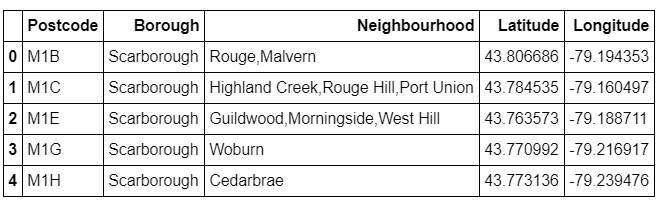 Postcode Borough Neighbourhood Latitude Longitude
0 M1B Scarborough Rouge,Malvern 43.806686 -79.194353
1 M1C Scarborough Highland Creek,Rouge Hill,Port Union 43.784535 -79.160497
2 M1E Scarborough Guildwood,Morningside,West Hill 43.763573 -79.188711
3 M1G Scarborough Woburn 43.770992 -79.216917
4 M1H Scarborough Cedarbrae 43.773136 -79.239476